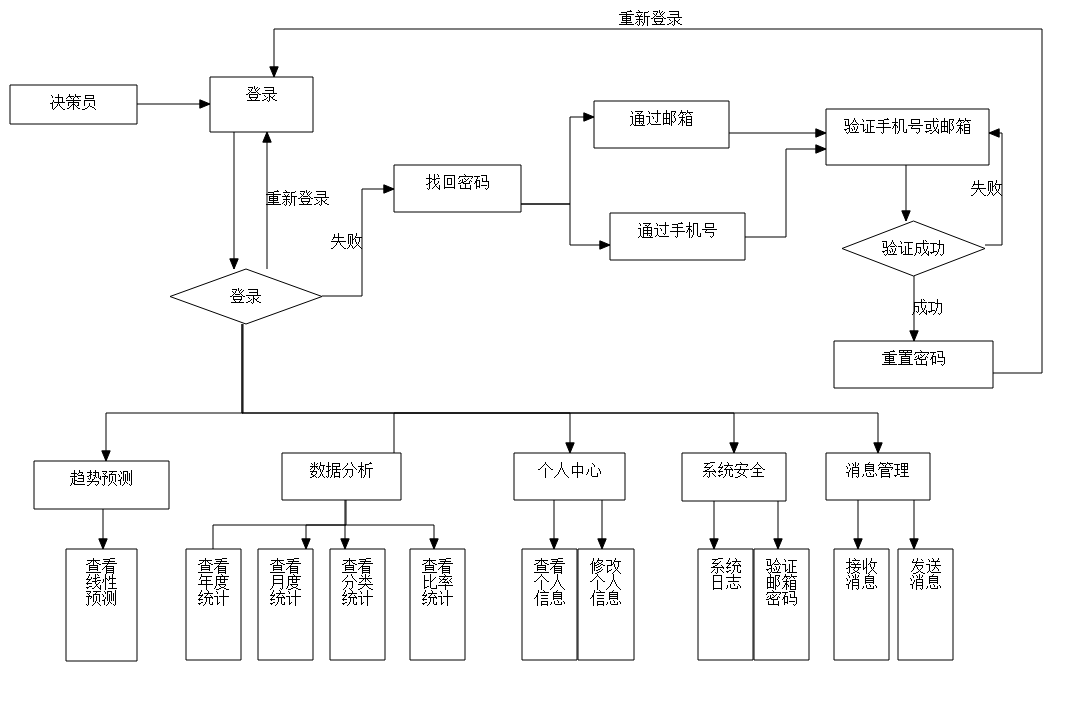 重新登录
决策员
登录
通过邮箱
验证手机号或邮箱
找回密码
重新登录
失败
通过手机号
失败
验证成功
登录
成功
重置密码
趋势预测
数据分析
个人中心
系统安全
消息管理
查看
线性
预测
查看
年度
统计
查看
月度
统计
查看
分类
统计
查看
比率
统计
查看
个人
信息
修改
个人
信息
系统
日志
验证
邮箱
密码
接收
消息
发送
消息